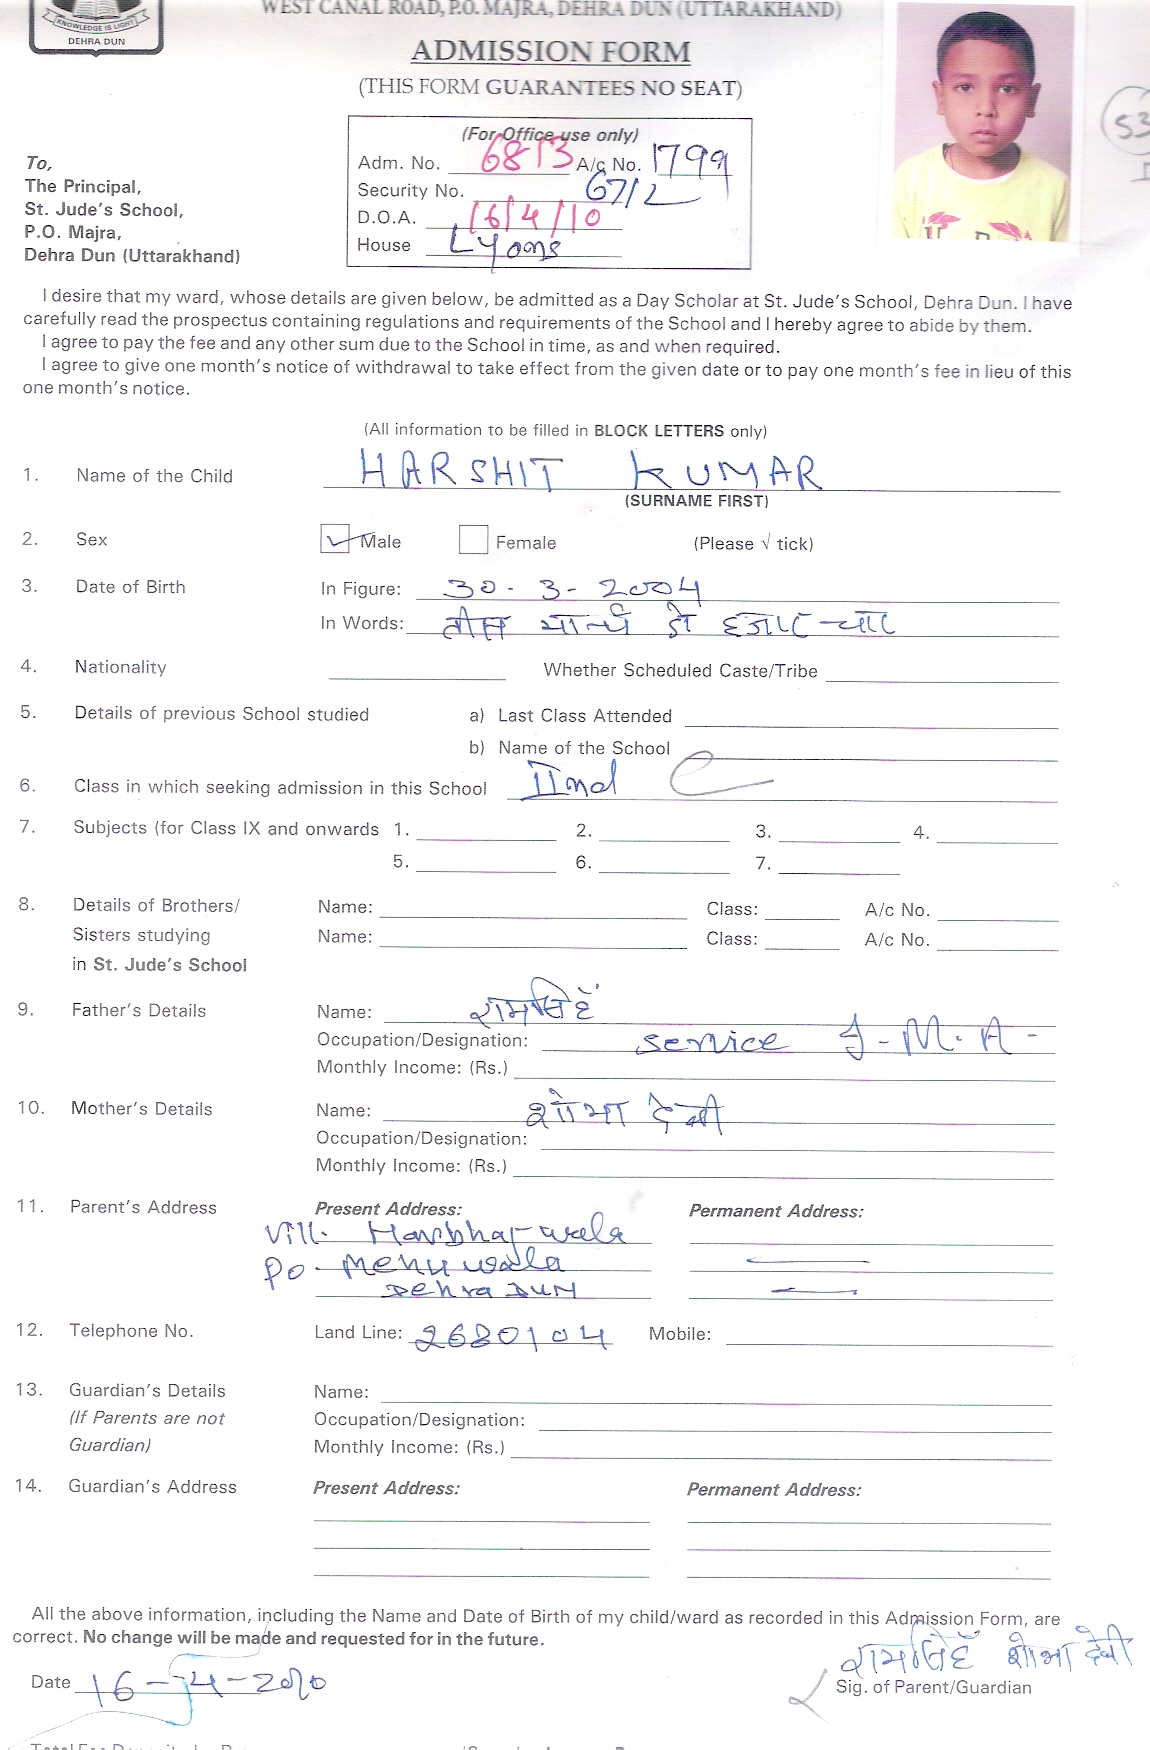 WEST CANAL ROAD, P.O. MAJRA, DEHRA DUN (UTTARAKHAND)
KNOWLEDGE IS LIGHT
DEHRA DUN
ADMISSION FORM
(THIS FORM GUARANTEES NO SEAT)
53
(For Office use only)
Adm. No. 6813 A/c No. 1799
Security No. 67/2
D.O.A. 16/4/10
House Lyons
To,
The Principal,
St. Jude's School,
P.O. Majra,
Dehra Dun (Uttarakhand)
I desire that my ward, whose details are given below, be admitted as a Day Scholar at St. Jude's School, Dehra Dun. I have
carefully read the prospectus containing regulations and requirements of the School and I hereby agree to abide by them.
I agree to pay the fee and any other sum due to the School in time, as and when required.
I agree to give one month's notice of withdrawal to take effect from the given date or to pay one month's fee in lieu of this
one month's notice.
(All information to be filled in BLOCK LETTERS only)
1. Name of the Child HARSHIT KUMAR
(SURNAME FIRST)
2. Sex Male Female (Please √ tick)
3. Date of Birth In Figure: 30-3-2004
In Words: तीस मार्च दो हजार चार
4. Nationality Whether Scheduled Caste/Tribe
5. Details of previous School studied a) Last Class Attended
b) Name of the School
6. Class in which seeking admission in this School IInd
7. Subjects (for Class IX and onwards 1. 2. 3. 4.
5. 6. 7.
8. Details of Brothers/ Name: Class: A/c No.
Sisters studying Name: Class: A/c No.
in St. Jude's School
9. Father's Details Name: रामसिंह
Occupation/Designation: Service I.M.A.
Monthly Income: (Rs.)
10. Mother's Details Name: शोभा देवी
Occupation/Designation:
Monthly Income: (Rs.)
11. Parent's Address Present Address: Permanent Address:
Vill. Haribhajwala
PO. Mehuwala
Dehra DUN
12. Telephone No. Land Line: 2680104 Mobile:
13. Guardian's Details Name:
(If Parents are not Occupation/Designation:
Guardian) Monthly Income: (Rs.)
14. Guardian's Address Present Address: Permanent Address:
All the above information, including the Name and Date of Birth of my child/ward as recorded in this Admission Form, are
correct. No change will be made and requested for in the future.
रामसिंह शोभा देवी
Date 16-4-2010 Sig. of Parent/Guardian